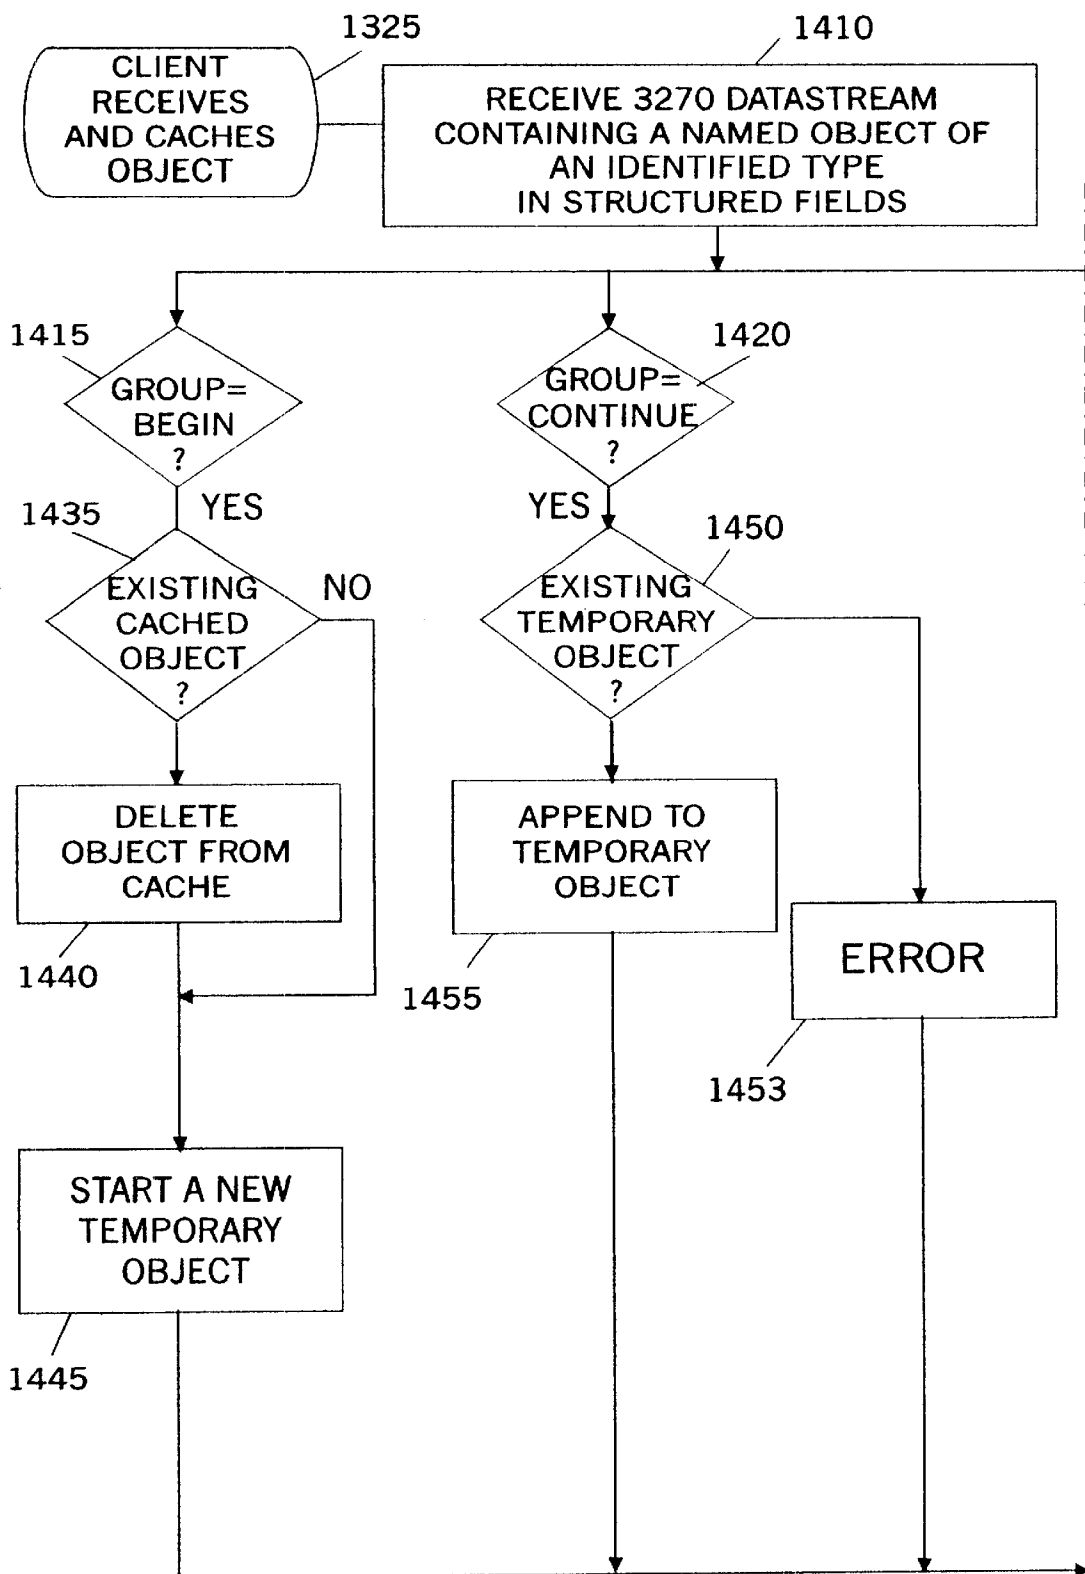 1325
1410
CLIENT
RECEIVES
AND CACHES
OBJECT
RECEIVE 3270 DATASTREAM
CONTAINING A NAMED OBJECT OF
AN IDENTIFIED TYPE
IN STRUCTURED FIELDS
1415
GROUP=
BEGIN
?
1420
GROUP=
CONTINUE
?
YES
YES
1435
EXISTING
CACHED
OBJECT
?
NO
1450
EXISTING
TEMPORARY
OBJECT
?
DELETE
OBJECT FROM
CACHE
1440
APPEND TO
TEMPORARY
OBJECT
1455
ERROR
1453
START A NEW
TEMPORARY
OBJECT
1445